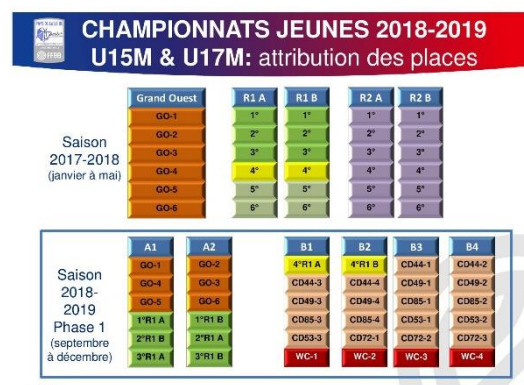 CHAMPIONNATS JEUNES 2018-2019
U15M & U17M: attribution des places
Grand Ouest R1 A R1 B R2 A R2 B
GO-1 1° 1° 1° 1°
GO-2 2° 2° 2° 2°
GO-3 3° 3° 3° 3°
GO-4 4° 4° 4° 4°
GO-5 5° 5° 5° 5°
GO-6 6° 6° 6° 6°
Saison
2017-2018
(janvier à mai)
A1 A2 B1 B2 B3 B4
GO-1 GO-2 4°R1 A 4°R1 B CD44-1 CD44-2
GO-4 GO-3 CD44-3 CD44-4 CD49-1 CD49-2
GO-5 GO-6 CD49-3 CD49-4 CD85-1 CD85-2
1°R1 A 1°R1 B CD85-3 CD85-4 CD53-1 CD53-2
2°R1 B 2°R1 A CD53-3 CD72-1 CD72-2 CD72-3
3°R1 A 3°R1 B WC-1 WC-2 WC-3 WC-4
Saison
2018-
2019
Phase 1
(septembre
à décembre)
FFBB